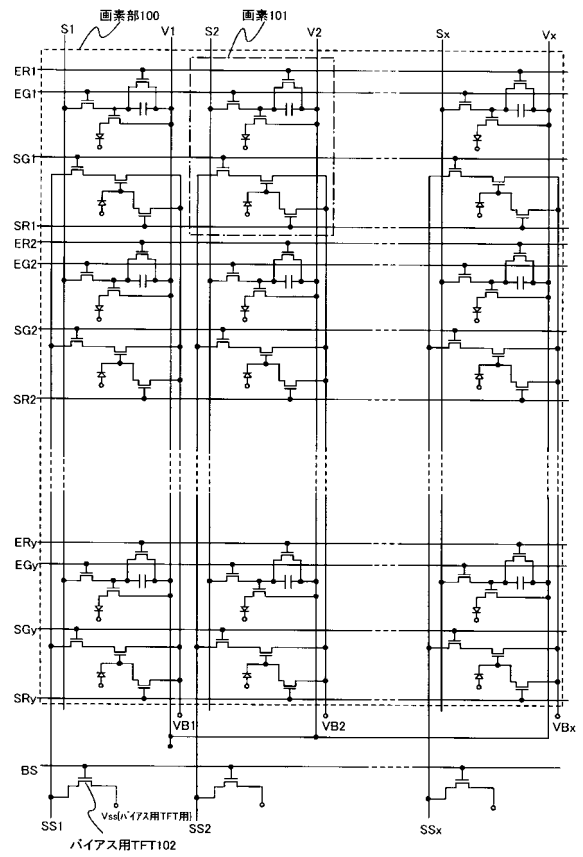 画素部100 画素101
S1 V1 S2 V2 Sx Vx
ER1
EG1
SG1
SR1
ER2
EG2
SG2
SR2
ERy
EGy
SGy
SRy
VB1 VB2 VBx
BS
Vss(バイアス用TFT用)
SS1 SS2 SSx
バイアス用TFT102